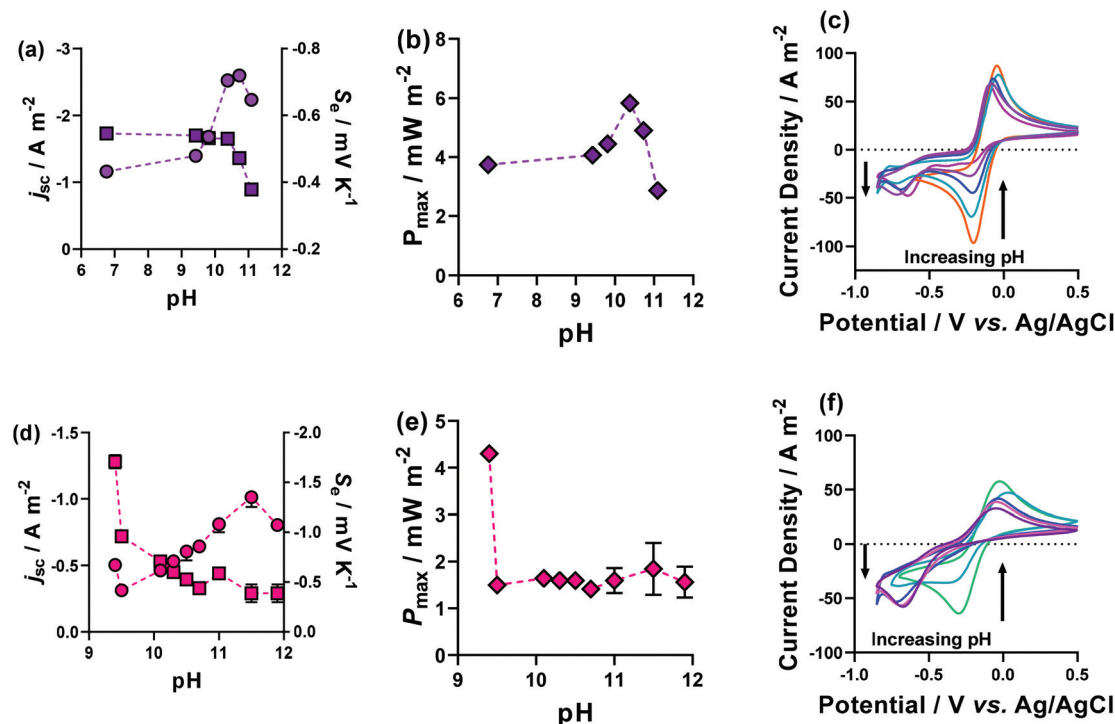 (a)
-3
-2
-1
0
j_sc / A m⁻²
-0.8
-0.6
-0.4
-0.2
S_e / mV K⁻¹
6 7 8 9 10 11 12
pH
(b)
8
6
4
2
0
P_max / mW m⁻²
6 7 8 9 10 11 12
pH
(c)
100
50
0
-50
-100
Current Density / A m⁻²
Increasing pH
-1.0 -0.5 0.0 0.5
Potential / V vs. Ag/AgCl
(d)
-1.5
-1.0
-0.5
0.0
j_sc / A m⁻²
-2.0
-1.5
-1.0
-0.5
0.0
S_e / mV K⁻¹
9 10 11 12
pH
(e)
5
4
3
2
1
0
P_max / mW m⁻²
9 10 11 12
pH
(f)
100
50
0
-50
-100
Current Density / A m⁻²
Increasing pH
-1.0 -0.5 0.0 0.5
Potential / V vs. Ag/AgCl